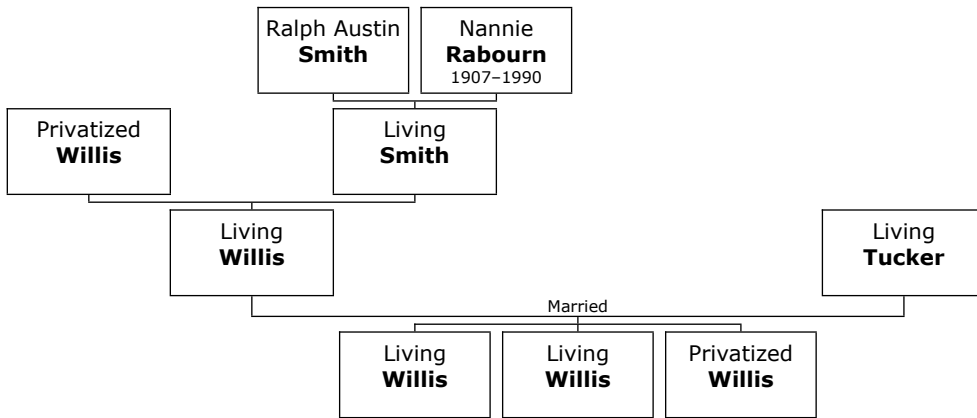 Ralph Austin
Smith
Nannie
Rabourn
1907–1990
Privatized
Willis
Living
Smith
Living
Willis
Living
Tucker
Married
Living
Willis
Living
Willis
Privatized
Willis